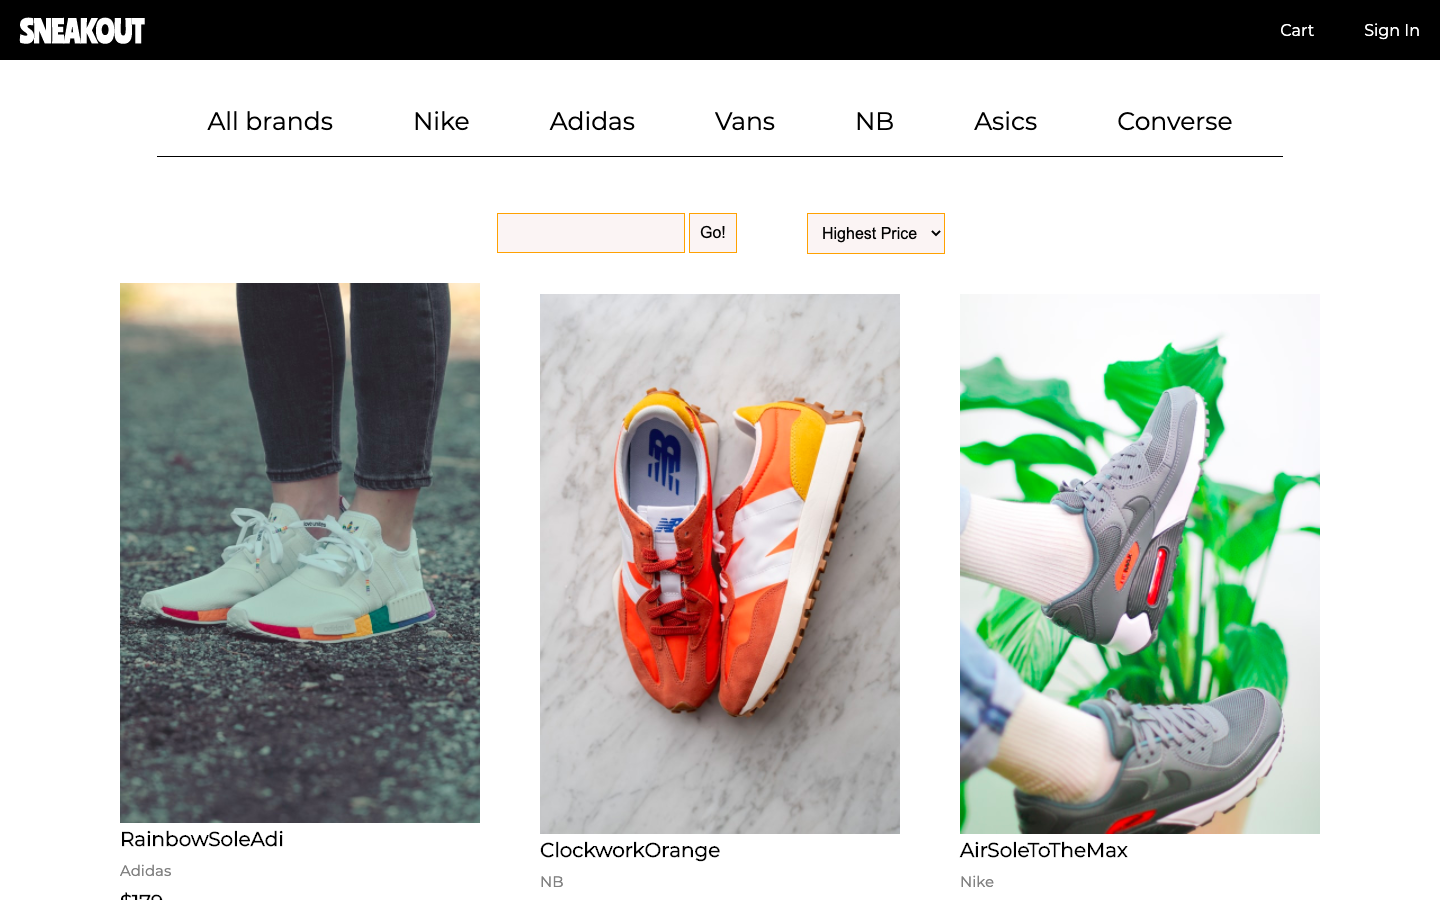 SNEAKOUT
Cart
Sign In
All brands
Nike
Adidas
Vans
NB
Asics
Converse
Go!
Highest Price
RainbowSoleAdi
Adidas
$179
ClockworkOrange
NB
AirSoleToTheMax
Nike